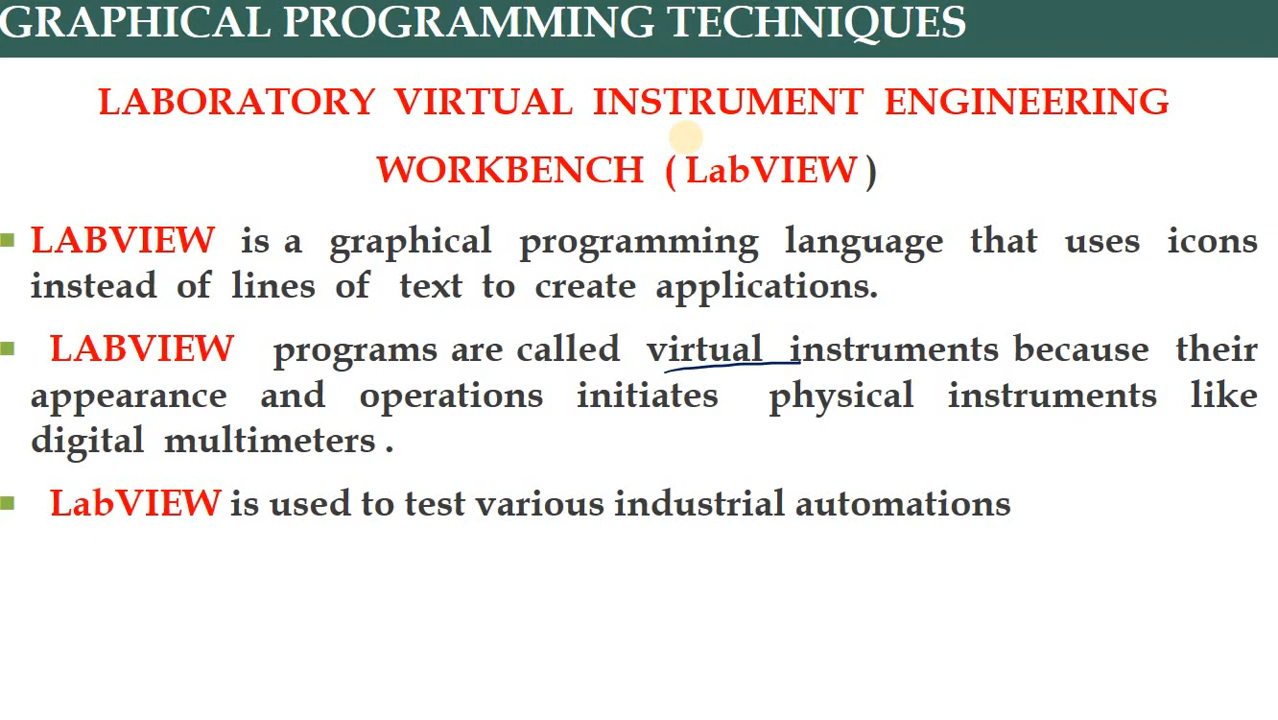 GRAPHICAL PROGRAMMING TECHNIQUES
LABORATORY VIRTUAL INSTRUMENT ENGINEERING
WORKBENCH ( LabVIEW )
LABVIEW is a graphical programming language that uses icons
instead of lines of text to create applications.
LABVIEW programs are called virtual instruments because their
appearance and operations initiates physical instruments like
digital multimeters .
LabVIEW is used to test various industrial automations